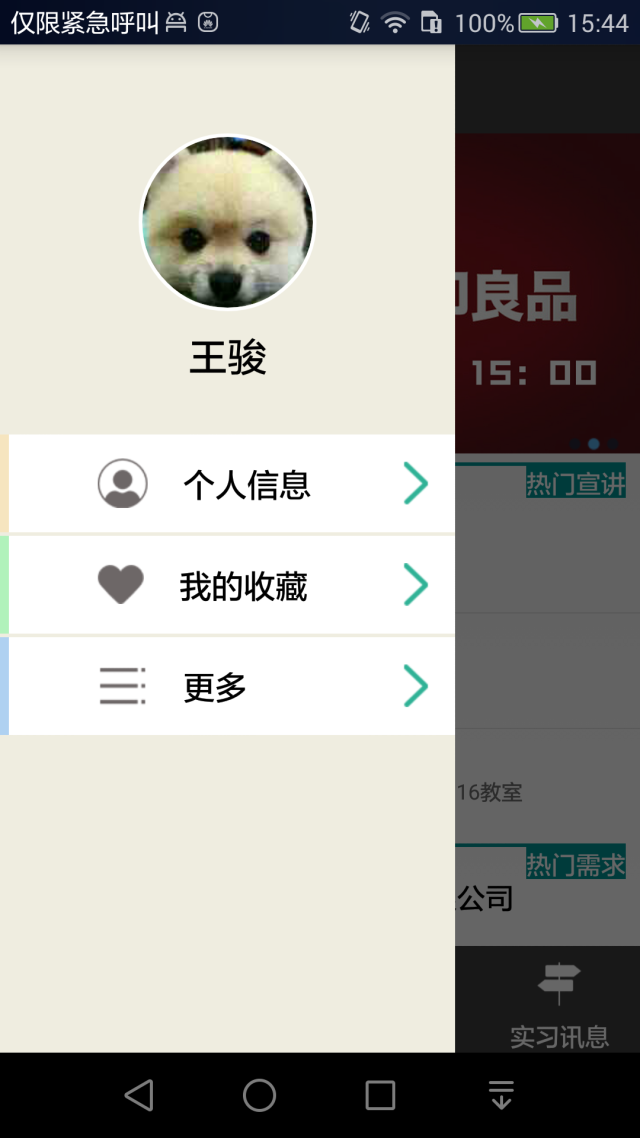 仅限紧急呼叫 100% 15:44
王骏
个人信息
我的收藏
更多
良品
15: 00
热门宣讲
16教室
热门需求
公司
实习讯息